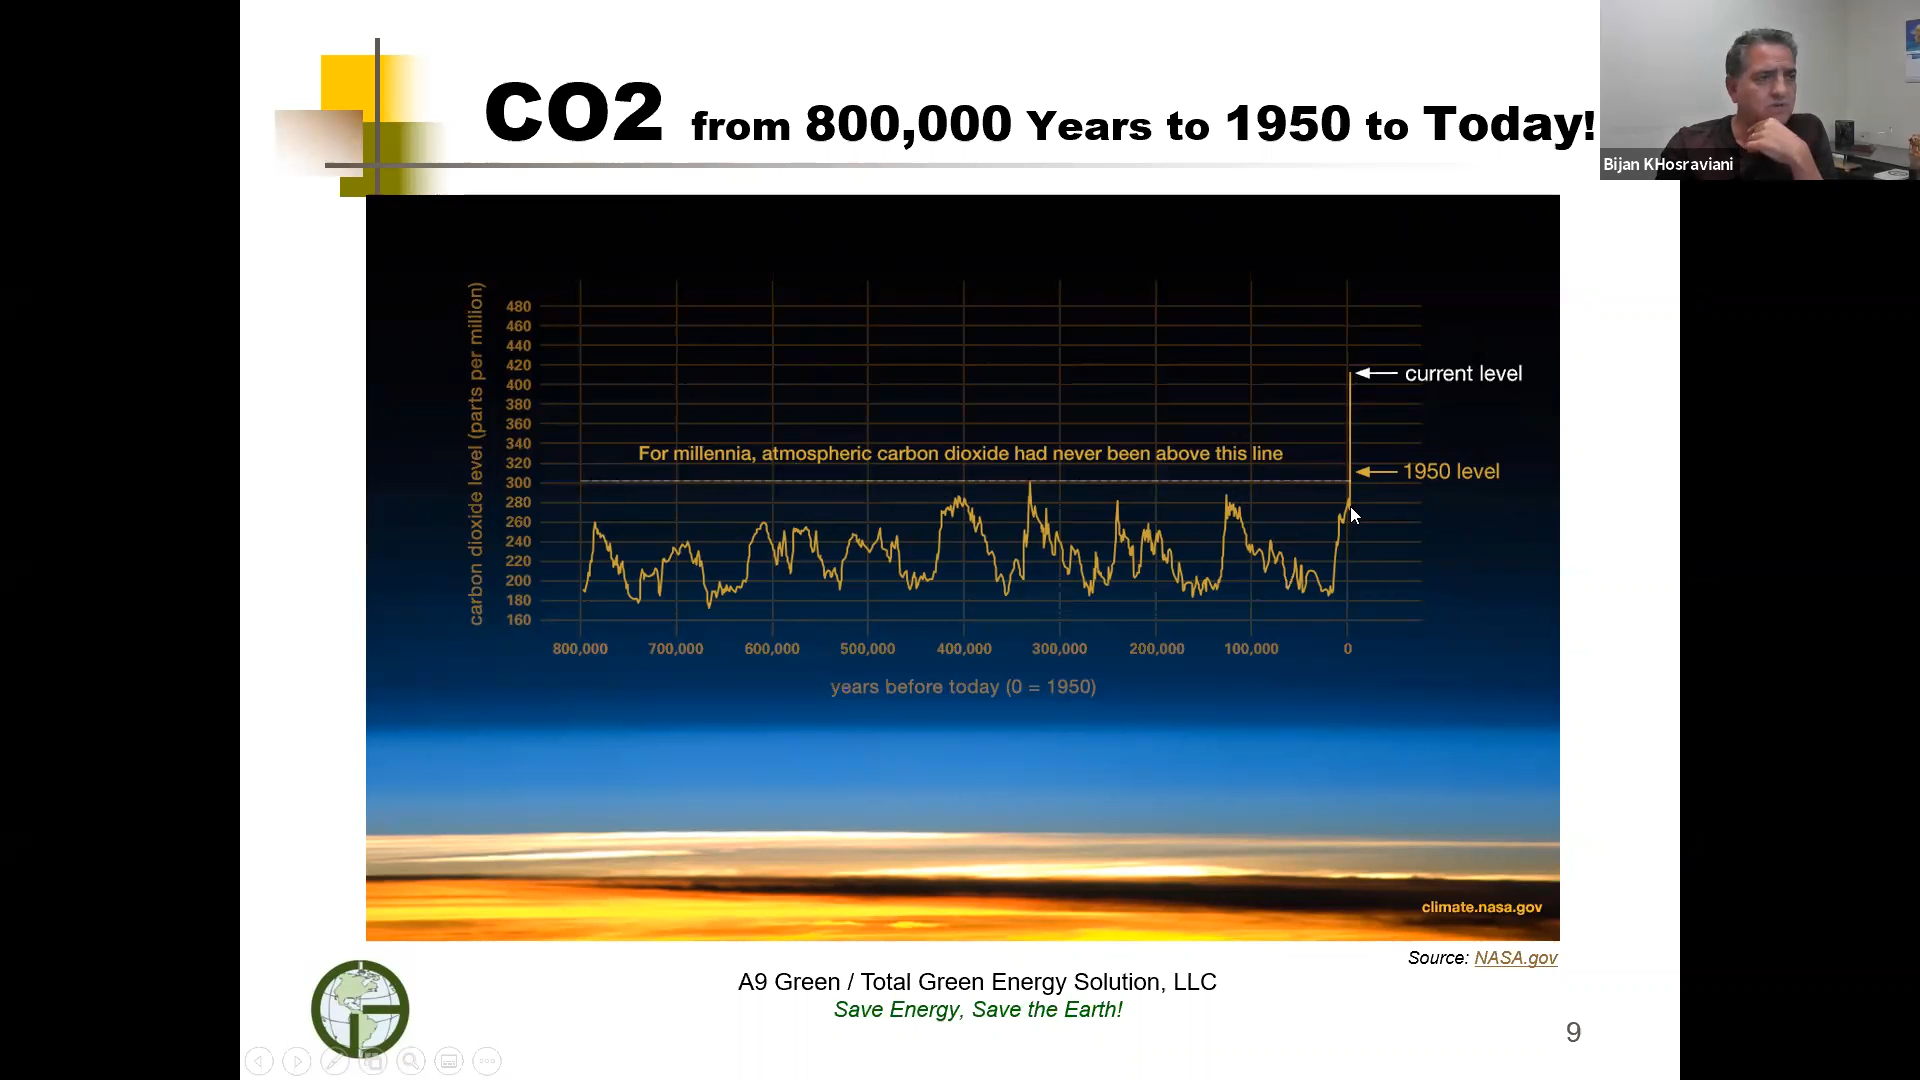 CO2 from 800,000 Years to 1950 to Today!
Bijan KHosraviani
carbon dioxide level (parts per million)
480
460
440
420
400
380
360
340
320
300
280
260
240
220
200
180
160
current level
For millennia, atmospheric carbon dioxide had never been above this line
1950 level
800,000 700,000 600,000 500,000 400,000 300,000 200,000 100,000 0
years before today (0 = 1950)
climate.nasa.gov
Source: NASA.gov
A9 Green / Total Green Energy Solution, LLC
Save Energy, Save the Earth!
9